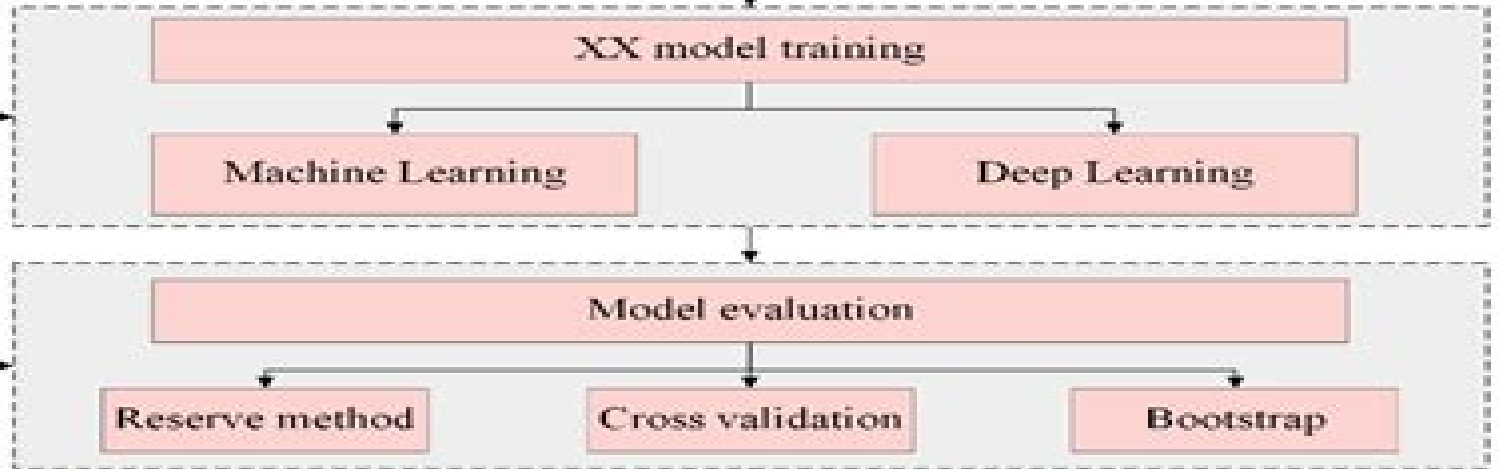 XX model training
Machine Learning
Deep Learning
Model evaluation
Reserve method
Cross validation
Bootstrap